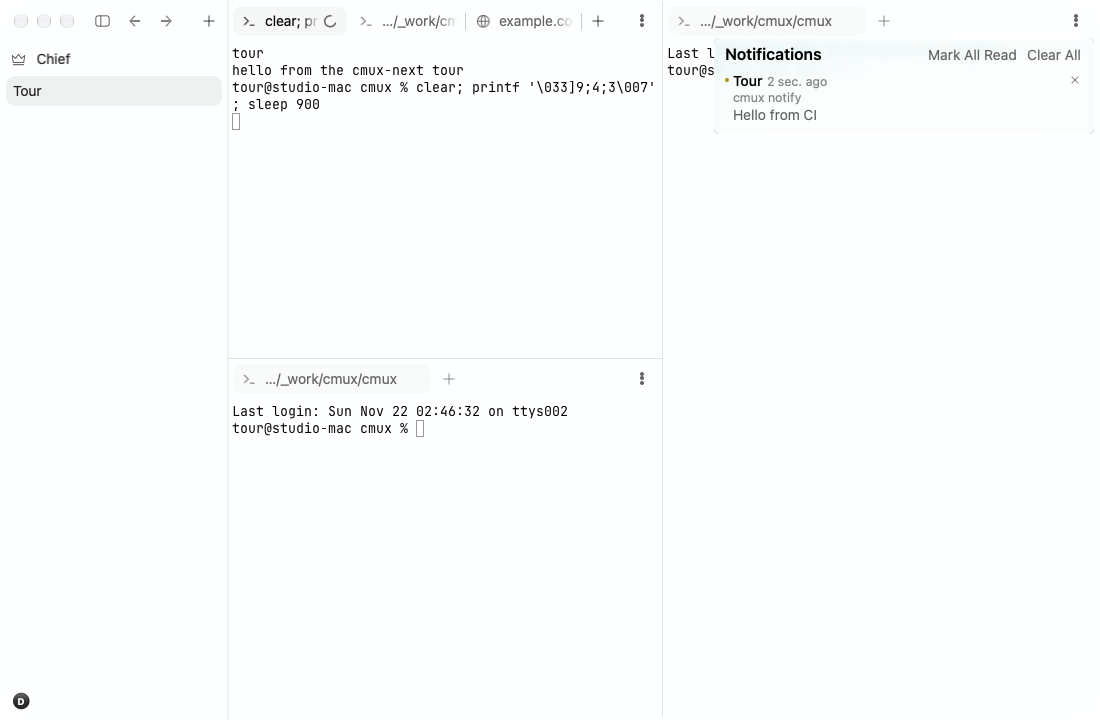 Chief
Tour
clear; pr
.../_work/cm
example.co
tour
hello from the cmux-next tour
tour@studio-mac cmux % clear; printf '\033]9;4;3\007'
; sleep 900
.../_work/cmux/cmux
Last login: Sun Nov 22 02:46:32 on ttys002
tour@studio-mac cmux %
.../_work/cmux/cmux
Last l
tour@s
Notifications
Mark All Read
Clear All
Tour 2 sec. ago
cmux notify
Hello from CI
D